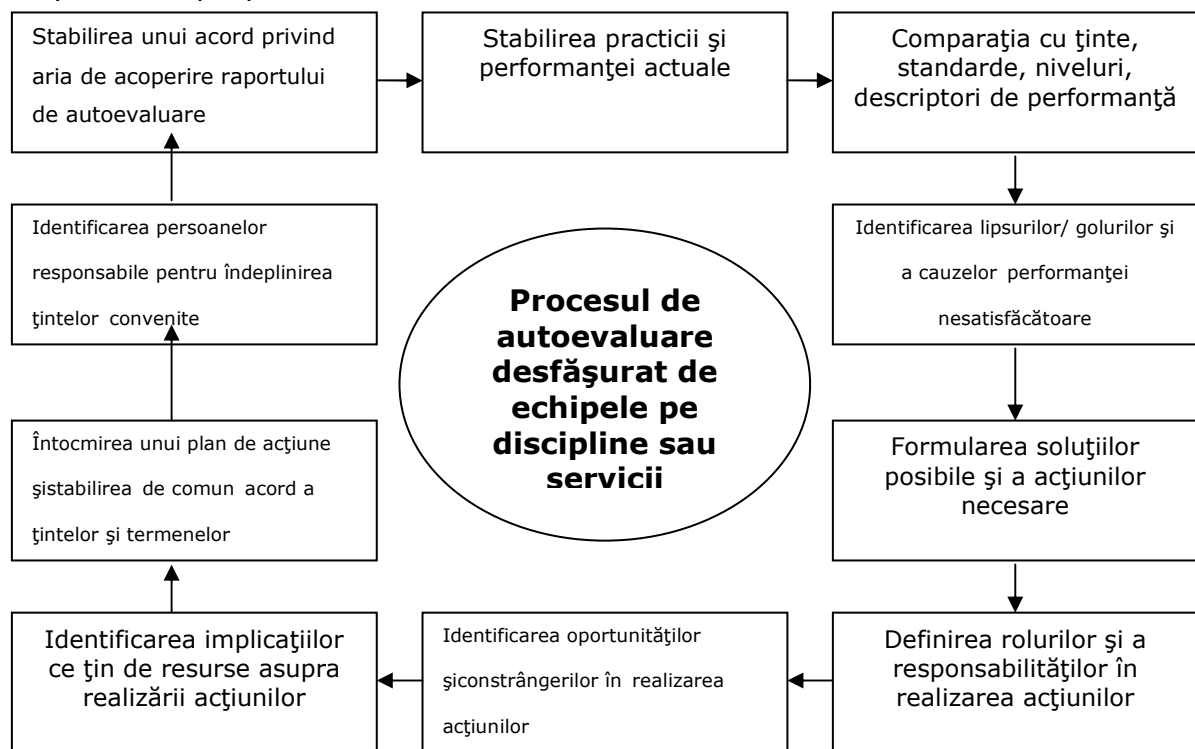 Stabilirea unui acord privind
aria de acoperire raportului
de autoevaluare
Stabilirea practicii şi
performanţei actuale
Comparaţia cu ţinte,
standarde, niveluri,
descriptori de performanţă
Identificarea persoanelor
responsabile pentru îndeplinirea
ţintelor convenite
Procesul de
autoevaluare
desfăşurat de
echipele pe
discipline sau
servicii
Identificarea lipsurilor/ golurilor şi
a cauzelor performanţei
nesatisfăcătoare
Întocmirea unui plan de acţiune
şistabilirea de comun acord a
ţintelor şi termenelor
Formularea soluţiilor
posibile şi a acţiunilor
necesare
Identificarea implicaţiilor
ce ţin de resurse asupra
realizării acţiunilor
Identificarea oportunităţilor
şiconstrângerilor în realizarea
acţiunilor
Definirea rolurilor şi a
responsabilităţilor în
realizarea acţiunilor